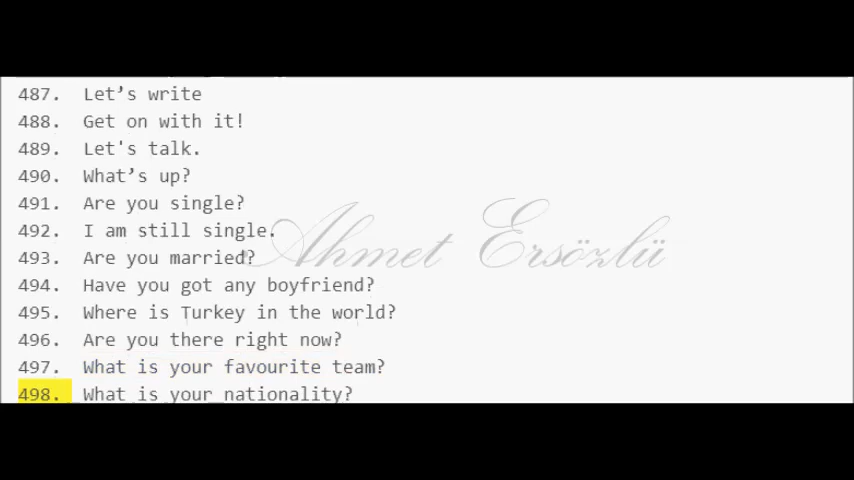 487. Let’s write
488. Get on with it!
489. Let's talk.
490. What’s up?
491. Are you single?
492. I am still single.
493. Are you married?
494. Have you got any boyfriend?
495. Where is Turkey in the world?
496. Are you there right now?
497. What is your favourite team?
498. What is your nationality?
Ahmet Ersözlü